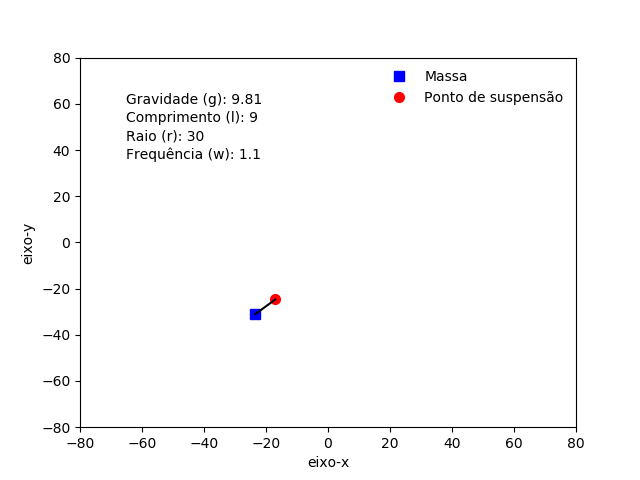 Massa
Ponto de suspensão
Gravidade (g): 9.81
Comprimento (l): 9
Raio (r): 30
Frequência (w): 1.1
80
60
40
20
0
−20
−40
−60
−80
eixo-y
−80 −60 −40 −20 0 20 40 60 80
eixo-x